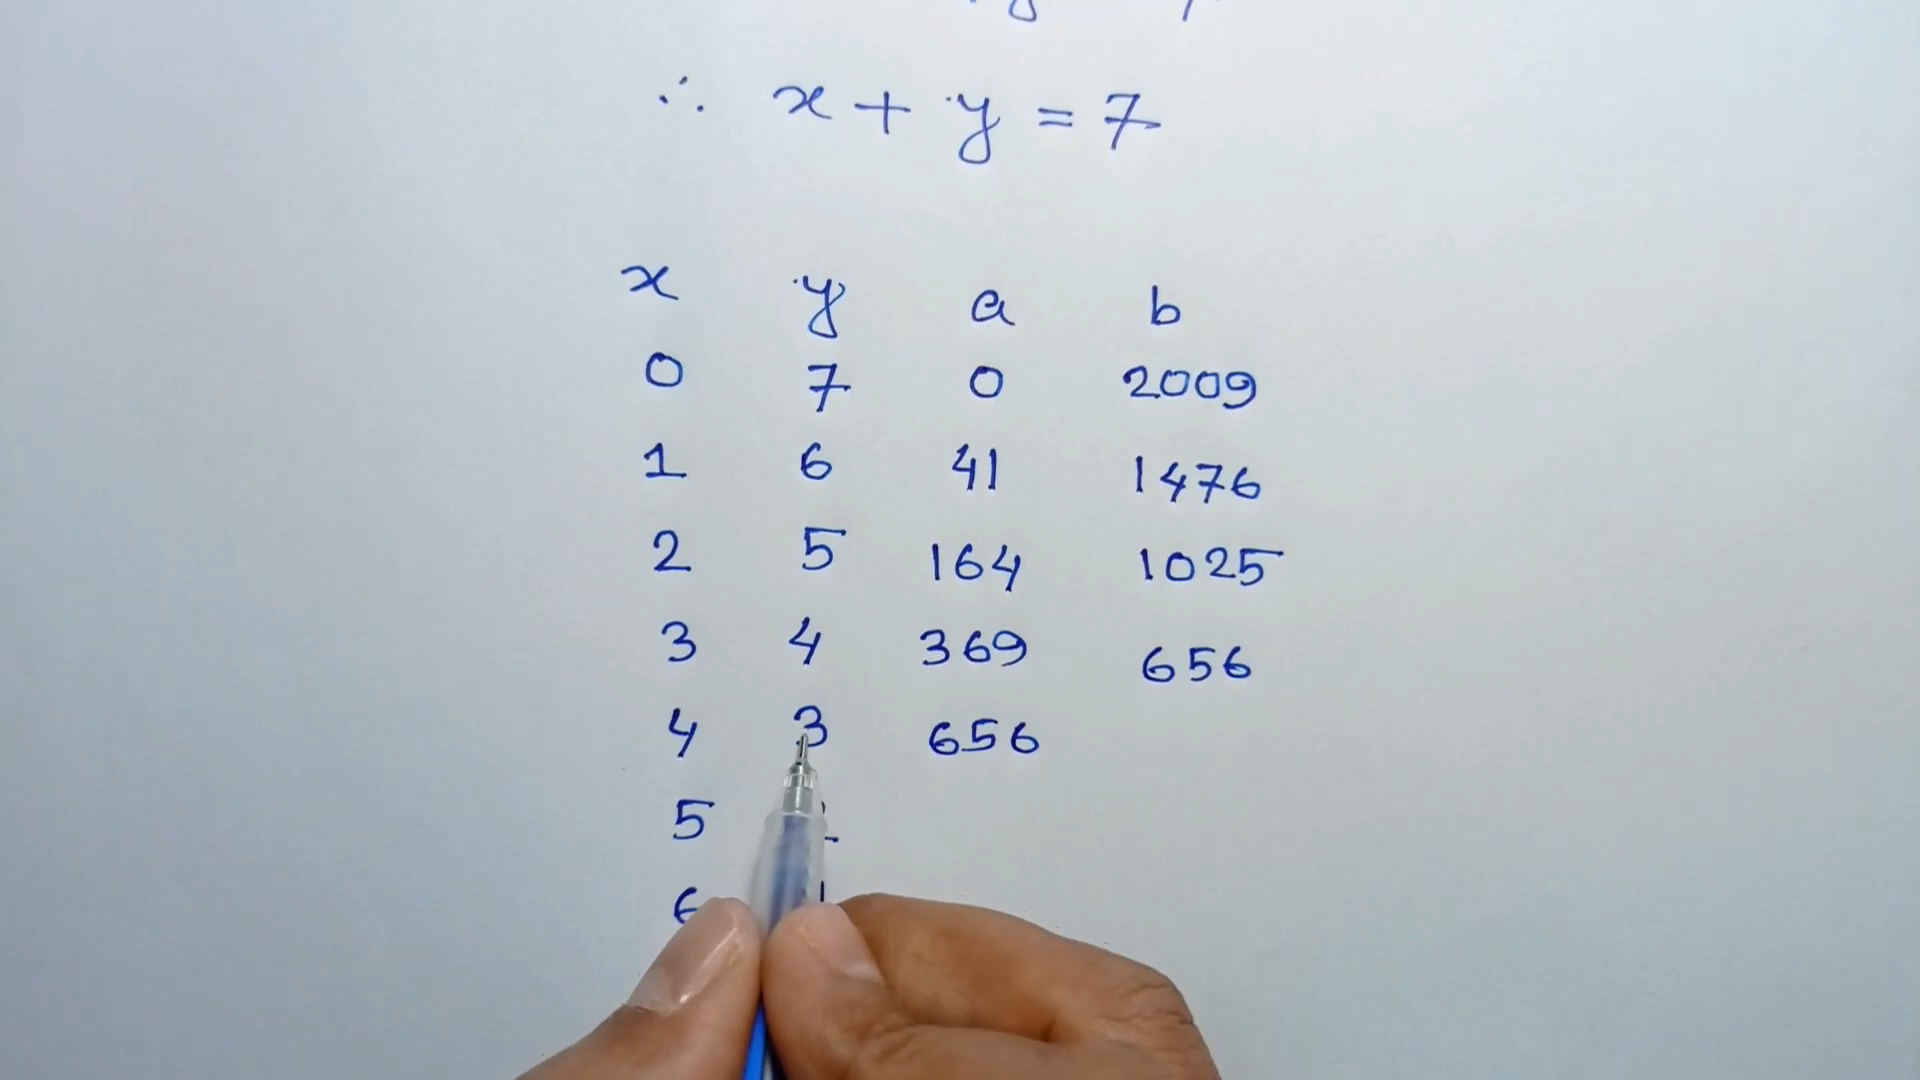 ∴ x + y = 7
x y a b
0 7 0 2009
1 6 41 1476
2 5 164 1025
3 4 369 656
4 3 656
5
6